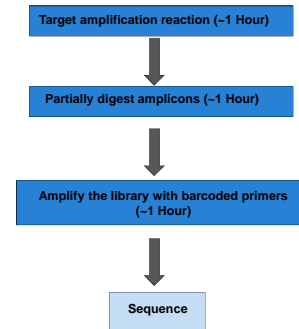 Target amplification reaction (~1 Hour)
Partially digest amplicons (~1 Hour)
Amplify the library with barcoded primers
(~1 Hour)
Sequence